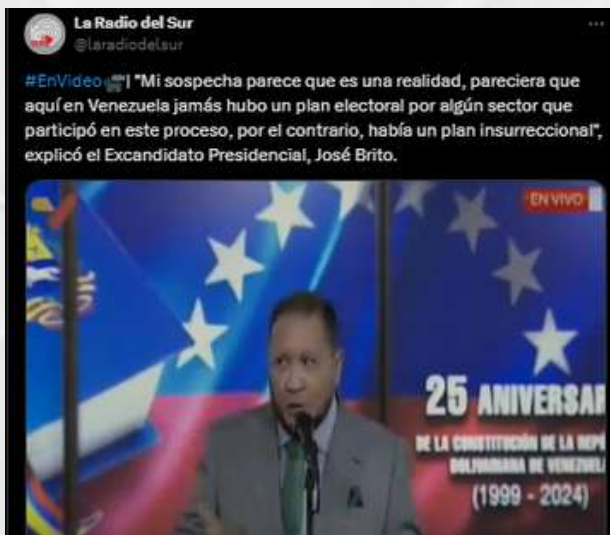 La Radio del Sur
@laradiodelsur
#EnVideo 📹| "Mi sospecha parece que es una realidad, pareciera que
aquí en Venezuela jamás hubo un plan electoral por algún sector que
participó en este proceso, por el contrario, había un plan insurreccional",
explicó el Excandidato Presidencial, José Brito.
EN VIVO
25 ANIVERSAR
DE LA CONSTITUCIÓN DE LA REPÚ
BOLIVARIANA DE VENEZUELA
(1999 - 2024)